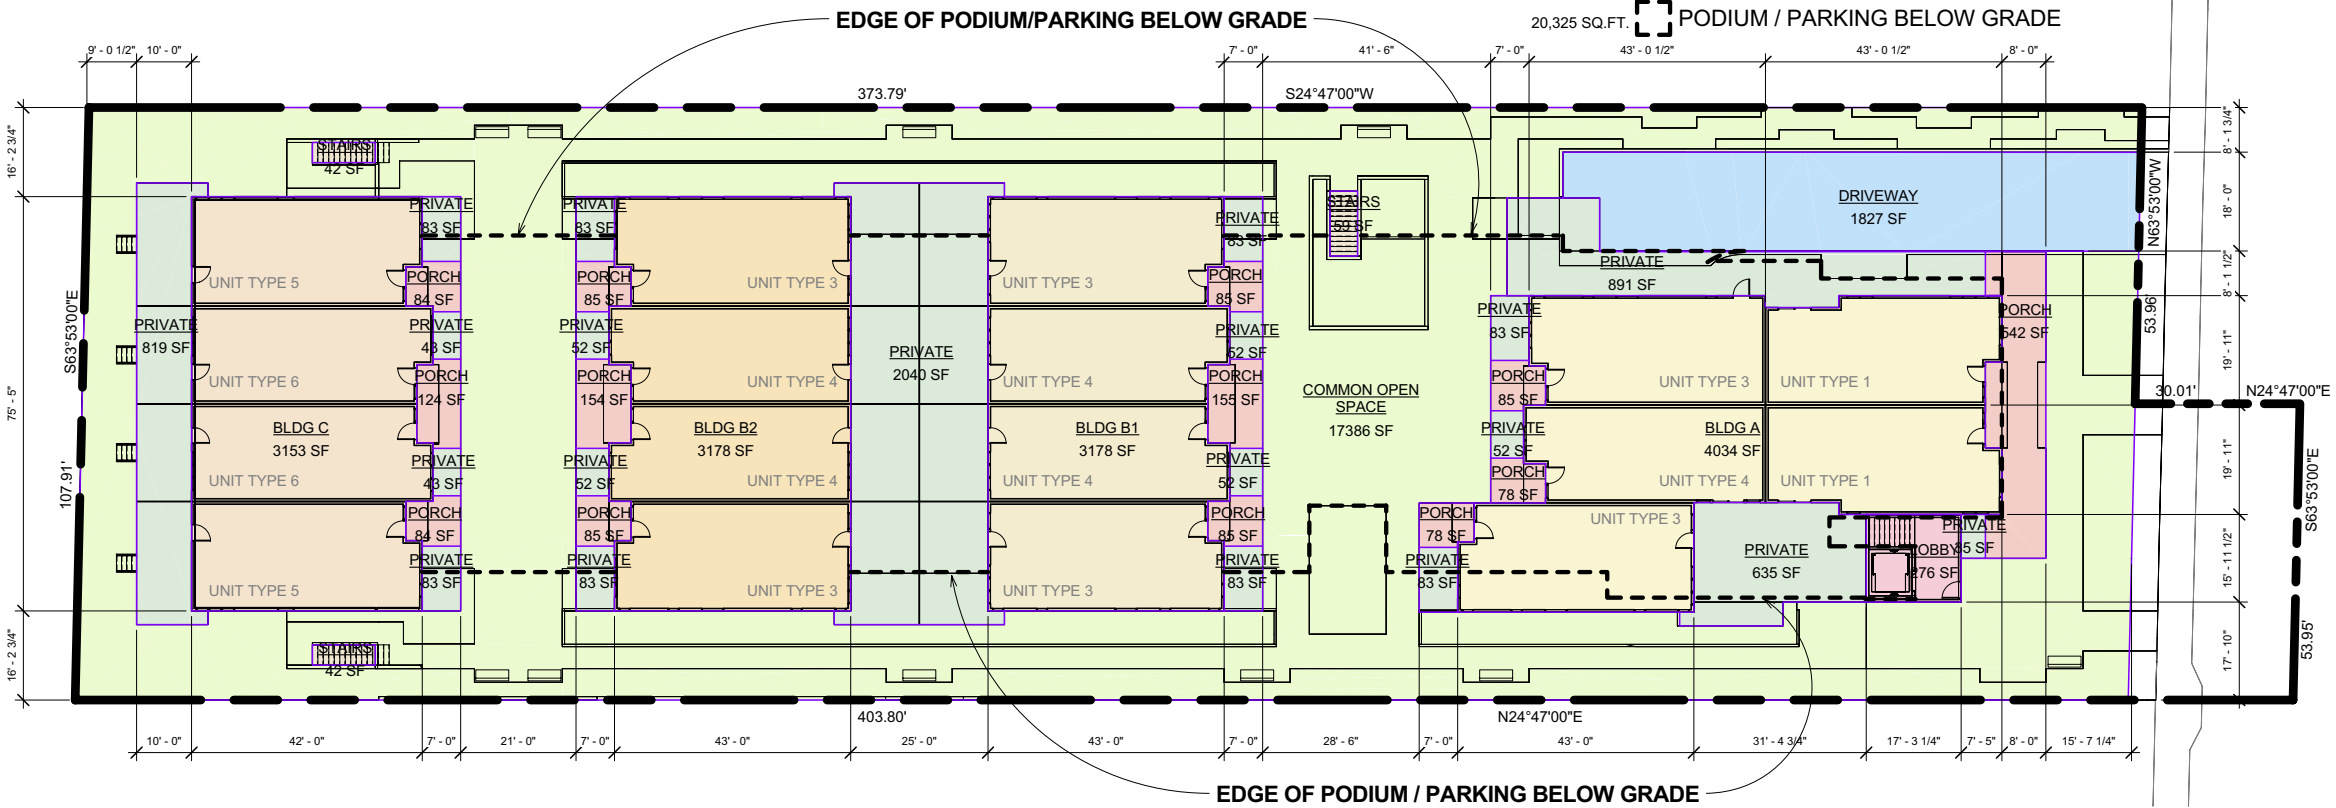 EDGE OF PODIUM/PARKING BELOW GRADE
20,325 SQ.FT.
PODIUM / PARKING BELOW GRADE
9' - 0 1/2"
10' - 0"
7' - 0"
41' - 6"
7' - 0"
43' - 0 1/2"
43' - 0 1/2"
8' - 0"
373.79'
S24°47'00"W
16' - 2 3/4"
75' - 5"
16' - 2 3/4"
S63°53'00"E
107.91'
STAIRS
42 SF
PRIVATE
819 SF
UNIT TYPE 5
UNIT TYPE 6
BLDG C
3153 SF
UNIT TYPE 6
UNIT TYPE 5
STAIRS
42 SF
PRIVATE
83 SF
PORCH
84 SF
PRIVATE
43 SF
PORCH
124 SF
PRIVATE
43 SF
PORCH
84 SF
PRIVATE
83 SF
PRIVATE
83 SF
PORCH
85 SF
PRIVATE
52 SF
PORCH
154 SF
PRIVATE
52 SF
PORCH
85 SF
PRIVATE
83 SF
UNIT TYPE 3
UNIT TYPE 4
BLDG B2
3178 SF
UNIT TYPE 4
UNIT TYPE 3
PRIVATE
2040 SF
UNIT TYPE 3
UNIT TYPE 4
BLDG B1
3178 SF
UNIT TYPE 4
UNIT TYPE 3
PRIVATE
83 SF
PORCH
85 SF
PRIVATE
52 SF
PORCH
155 SF
PRIVATE
52 SF
PORCH
85 SF
PRIVATE
83 SF
STAIRS
59 SF
COMMON OPEN
SPACE
17386 SF
DRIVEWAY
1827 SF
PRIVATE
891 SF
PRIVATE
83 SF
PORCH
85 SF
PRIVATE
52 SF
PORCH
78 SF
PORCH
78 SF
PRIVATE
83 SF
UNIT TYPE 3
UNIT TYPE 1
BLDG A
4034 SF
UNIT TYPE 4
UNIT TYPE 1
UNIT TYPE 3
PRIVATE
635 SF
LOBBY
276 SF
PRIVATE
35 SF
PORCH
542 SF
8' - 1 3/4"
18' - 0"
8' - 1 1/2"
19' - 11"
19' - 11"
15' - 11 1/2"
17' - 10"
N63°53'00"W
53.96'
30.01'
N24°47'00"E
S63°53'00"E
53.95'
403.80'
N24°47'00"E
10' - 0"
42' - 0"
7' - 0"
21' - 0"
7' - 0"
43' - 0"
25' - 0"
43' - 0"
7' - 0"
28' - 6"
7' - 0"
43' - 0"
31' - 4 3/4"
17' - 3 1/4"
7' - 5"
8' - 0"
15' - 7 1/4"
EDGE OF PODIUM / PARKING BELOW GRADE